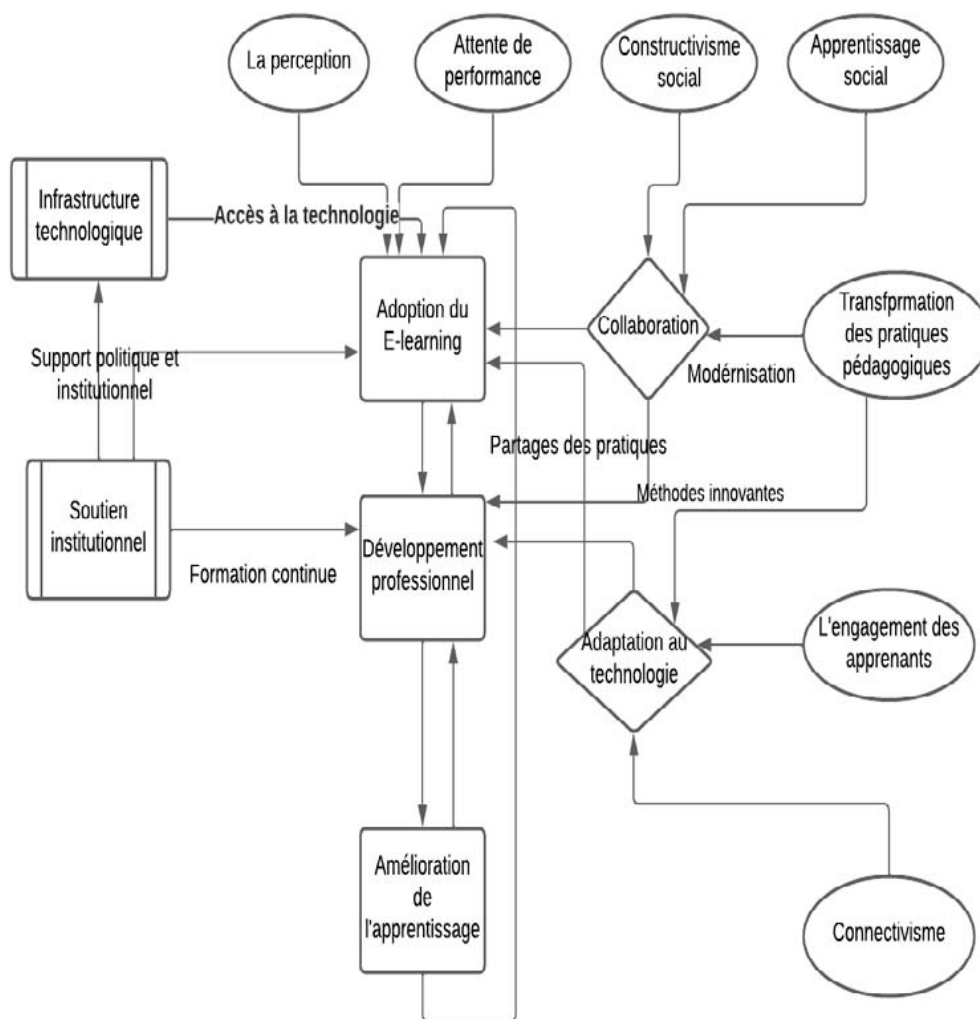 La perception
Attente de
performance
Constructivisme
social
Apprentissage
social
Infrastructure
technologique
Accès à la technologie
Adoption du
E-learning
Collaboration
Transfprmation
des pratiques
pédagogiques
Modérnisation
Support politique et
institutionnel
Partages des pratiques
Méthodes innovantes
Soutien
institutionnel
Formation continue
Développement
professionnel
Adaptation au
technologie
L'engagement des
apprenants
Amélioration
de
l'apprentissage
Connectivisme